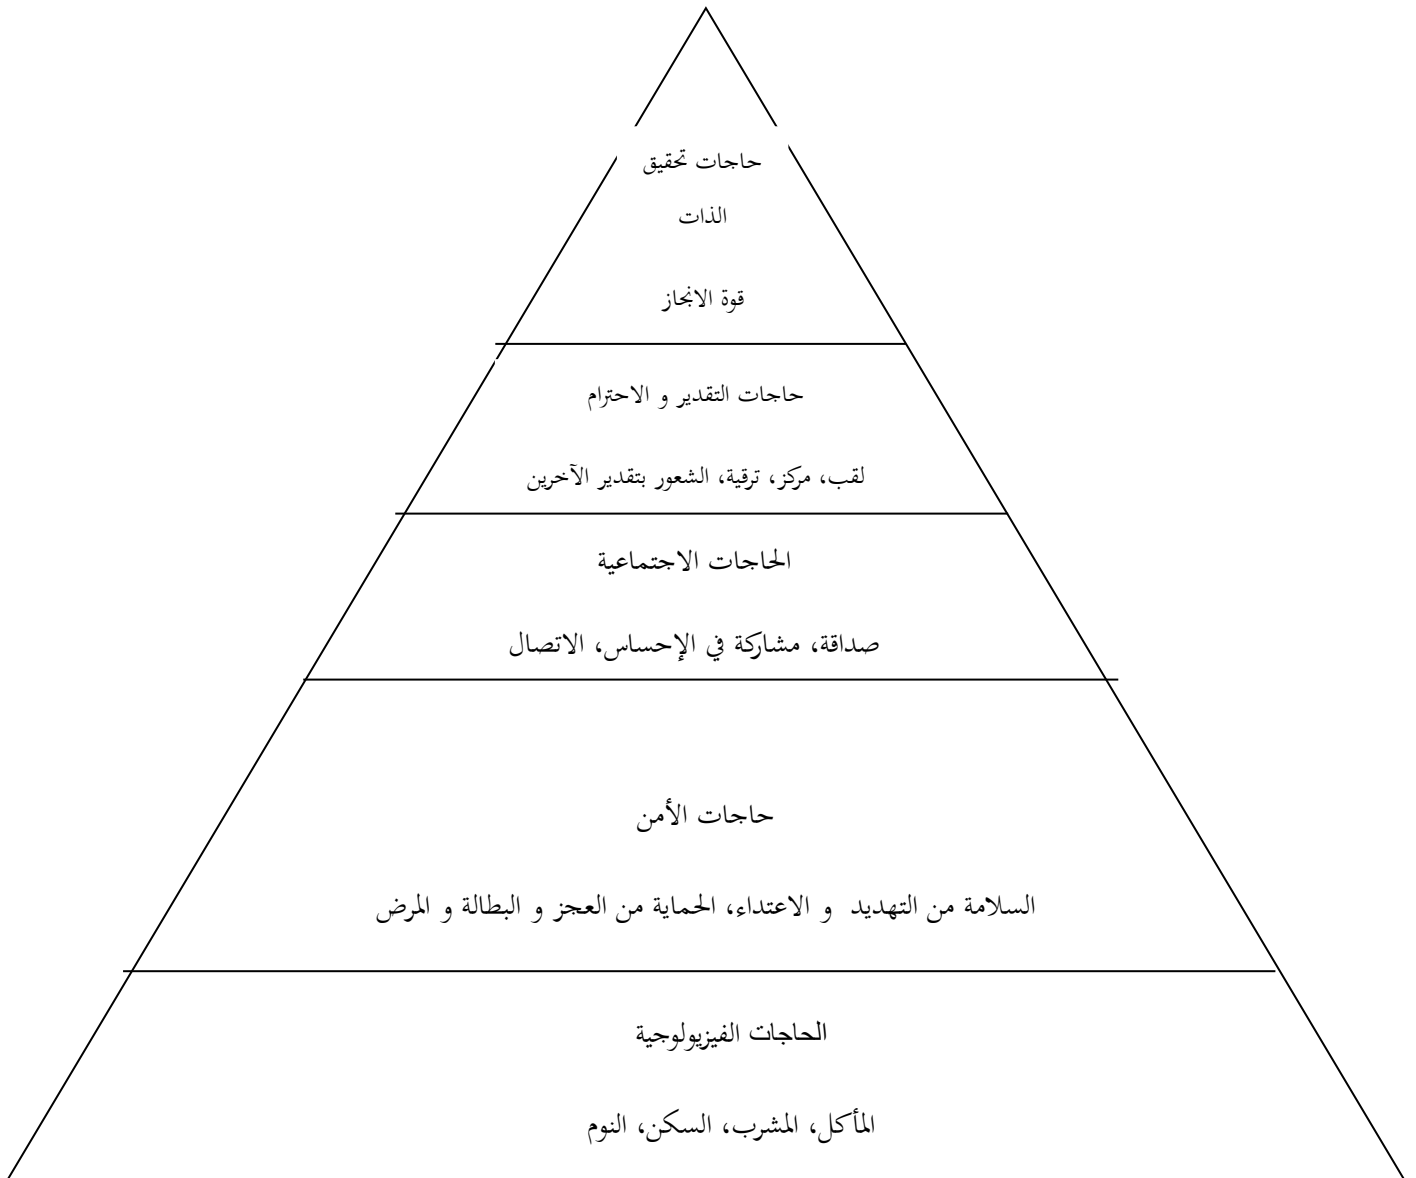 حاجات تحقيق
الذات
قوة الانجاز
حاجات التقدير و الاحترام
لقب، مركز، ترقية، الشعور بتقدير الآخرين
الحاجات الاجتماعية
صداقة، مشاركة في الإحساس، الاتصال
حاجات الأمن
السلامة من التهديد و الاعتداء، الحماية من العجز و البطالة و المرض
الحاجات الفيزيولوجية
المأكل، المشرب، السكن، النوم